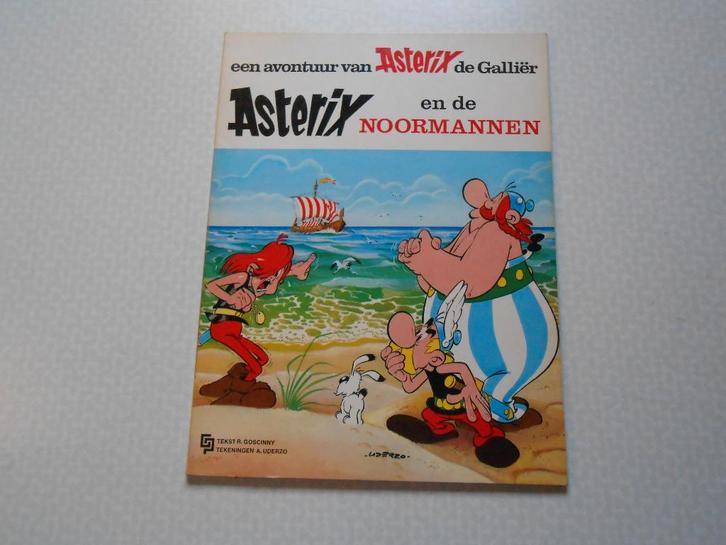 een avontuur van Asterix de Galliër
Asterix en de
NOORMANNEN
TEKST R. GOSCINNY
TEKENINGEN A. UDERZO
·UDERZO·